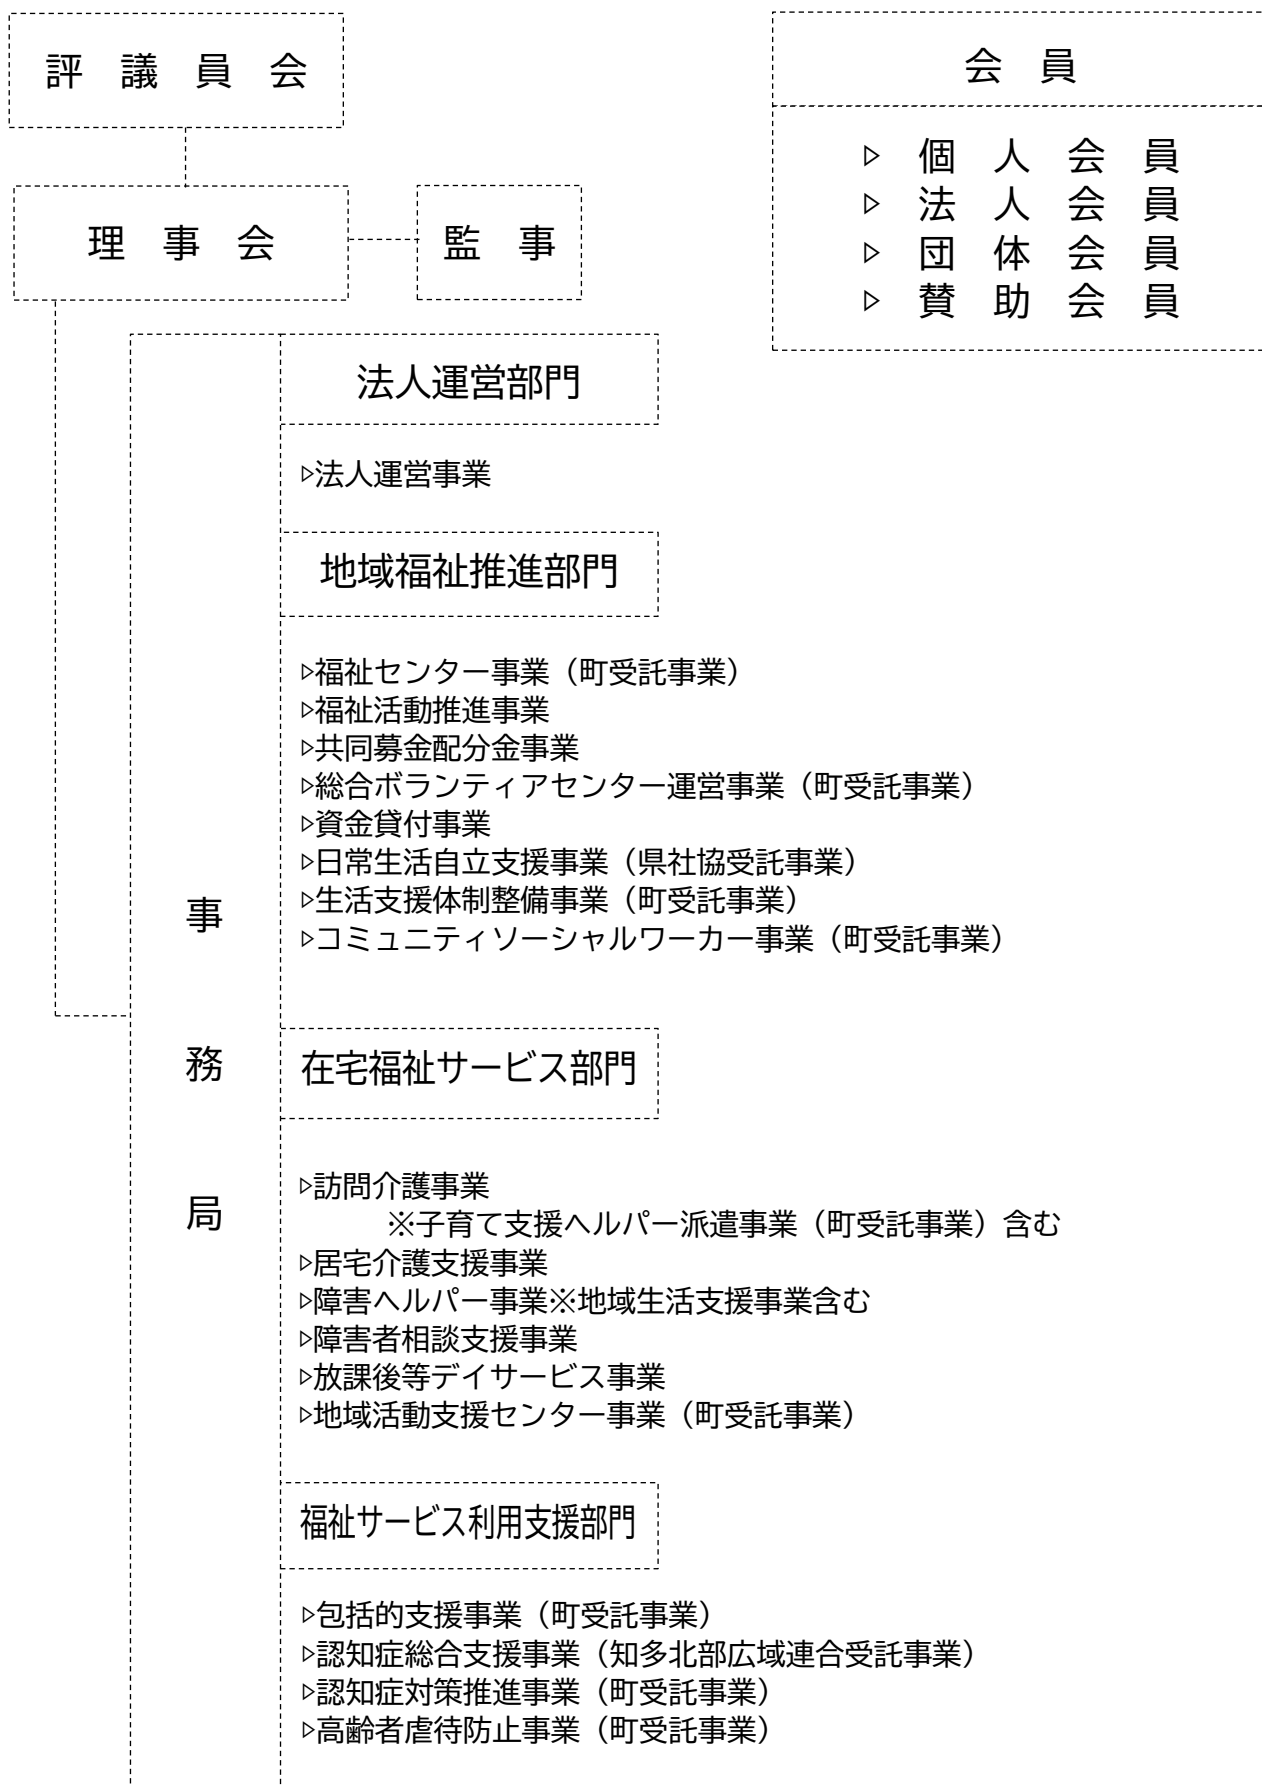 評議員会
会員
▷個人会員
▷法人会員
▷団体会員
▷賛助会員
理事会
監事
事務局
法人運営部門
▷法人運営事業
地域福祉推進部門
▷福祉センター事業（町受託事業）
▷福祉活動推進事業
▷共同募金配分金事業
▷総合ボランティアセンター運営事業（町受託事業）
▷資金貸付事業
▷日常生活自立支援事業（県社協受託事業）
▷生活支援体制整備事業（町受託事業）
▷コミュニティソーシャルワーカー事業（町受託事業）
在宅福祉サービス部門
▷訪問介護事業
※子育て支援ヘルパー派遣事業（町受託事業）含む
▷居宅介護支援事業
▷障害ヘルパー事業※地域生活支援事業含む
▷障害者相談支援事業
▷放課後等デイサービス事業
▷地域活動支援センター事業（町受託事業）
福祉サービス利用支援部門
▷包括的支援事業（町受託事業）
▷認知症総合支援事業（知多北部広域連合受託事業）
▷認知症対策推進事業（町受託事業）
▷高齢者虐待防止事業（町受託事業）